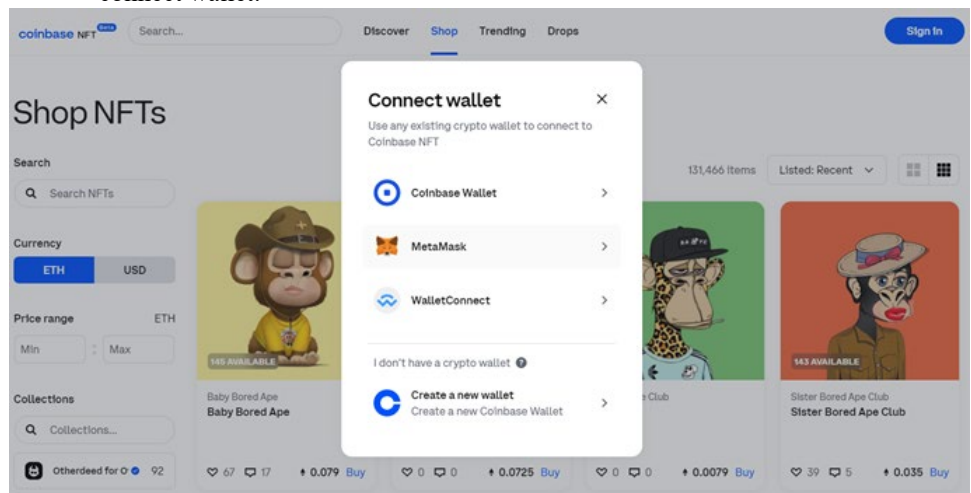 connect wallet.
coinbase NFT Beta
Search...
Discover Shop Trending Drops
Sign in
Shop NFTs
Search
Search NFTs
Currency
ETH USD
Price range ETH
Min : Max
Collections
Collections...
Otherdeed for O 92
Connect wallet
Use any existing crypto wallet to connect to
Coinbase NFT
Coinbase Wallet
MetaMask
WalletConnect
I don't have a crypto wallet
Create a new wallet
Create a new Coinbase Wallet
131,466 items
Listed: Recent
145 AVAILABLE
Baby Bored Ape
Baby Bored Ape
67 17 0.079 Buy
0 0 0.0725 Buy
Club
0 0 0.0079 Buy
143 AVAILABLE
Sister Bored Ape Club
Sister Bored Ape Club
39 5 0.035 Buy